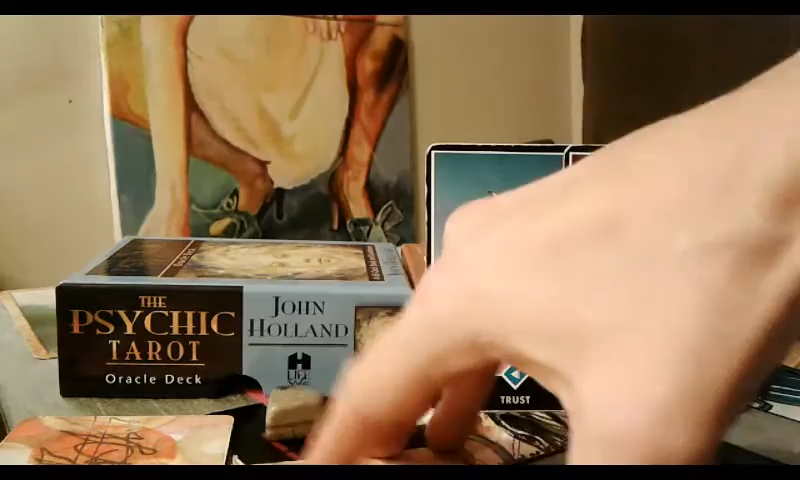 THE
PSYCHIC
TAROT
Oracle Deck
JOHN
HOLLAND
TRUST